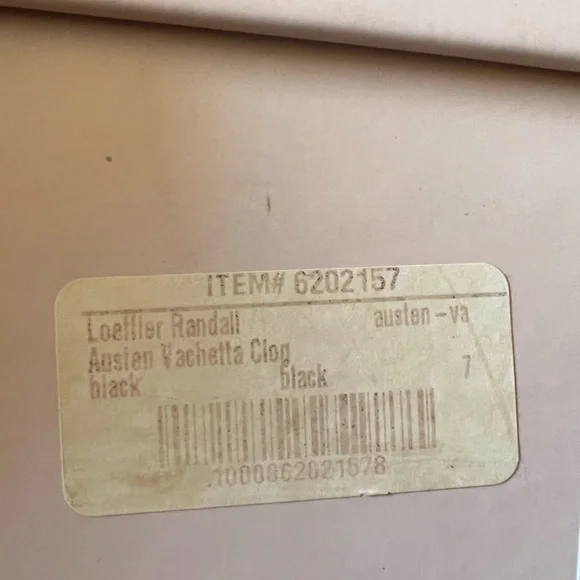 ITEM# 6202157
Loeffler Randall austen-va
Austen Vachetta Clog
black black 7
1000062021578